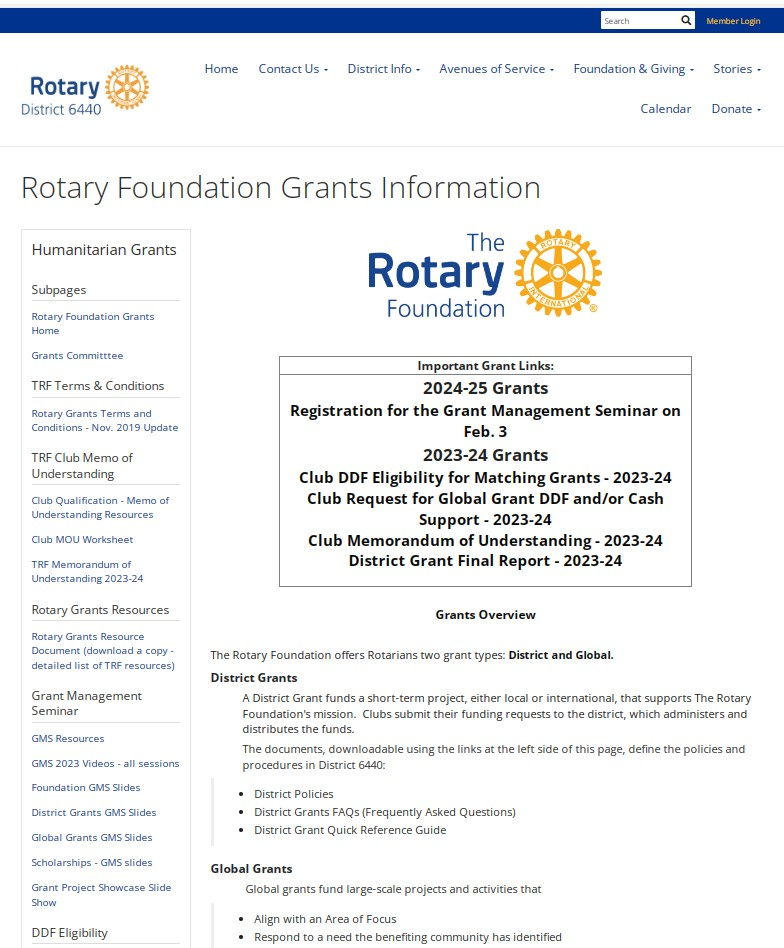 Search
Member Login
Rotary
District 6440
Home
Contact Us
District Info
Avenues of Service
Foundation & Giving
Stories
Calendar
Donate
Rotary Foundation Grants Information
Humanitarian Grants
Subpages
Rotary Foundation Grants
Home
Grants Committtee
TRF Terms & Conditions
Rotary Grants Terms and
Conditions - Nov. 2019 Update
TRF Club Memo of
Understanding
Club Qualification - Memo of
Understanding Resources
Club MOU Worksheet
TRF Memorandum of
Understanding 2023-24
Rotary Grants Resources
Rotary Grants Resource
Document (download a copy -
detailed list of TRF resources)
Grant Management
Seminar
GMS Resources
GMS 2023 Videos - all sessions
Foundation GMS Slides
District Grants GMS Slides
Global Grants GMS Slides
Scholarships - GMS slides
Grant Project Showcase Slide
Show
DDF Eligibility
The
Rotary
Foundation
ROTARY
INTERNATIONAL
®
Important Grant Links:
2024-25 Grants
Registration for the Grant Management Seminar on
Feb. 3
2023-24 Grants
Club DDF Eligibility for Matching Grants - 2023-24
Club Request for Global Grant DDF and/or Cash
Support - 2023-24
Club Memorandum of Understanding - 2023-24
District Grant Final Report - 2023-24
Grants Overview
The Rotary Foundation offers Rotarians two grant types: District and Global.
District Grants
A District Grant funds a short-term project, either local or international, that supports The Rotary
Foundation's mission.  Clubs submit their funding requests to the district, which administers and
distributes the funds.
The documents, downloadable using the links at the left side of this page, define the policies and
procedures in District 6440:
• District Policies
• District Grants FAQs (Frequently Asked Questions)
• District Grant Quick Reference Guide
Global Grants
Global grants fund large-scale projects and activities that
• Align with an Area of Focus
• Respond to a need the benefiting community has identified